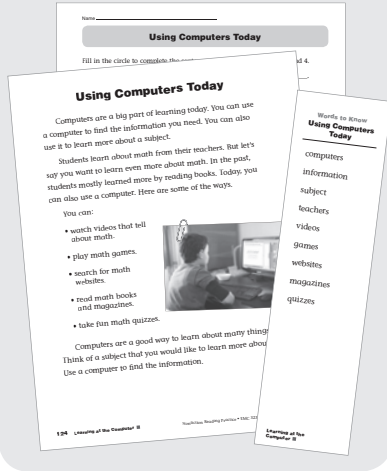 Name
Using Computers Today
Fill in the circle to complete the
d 4.
Using Computers Today
Computers are a big part of learning today. You can use
a computer to find the information you need. You can also
use it to learn more about a subject.
Students learn about math from their teachers. But let's
say you want to learn even more about math. In the past,
students mostly learned more by reading books. Today, you
can also use a computer. Here are some of the ways.
You can:
• watch videos that tell
about math.
• play math games.
• search for math
websites.
• read math books
and magazines.
• take fun math quizzes.
Computers are a good way to learn about many things
Think of a subject that you would like to learn more abou
Use a computer to find the information.
124 Learning at the Computer
Nonfiction Reading Practice • EMC
Words to Know
Using Computers
Today
computers
information
subject
teachers
videos
games
websites
magazines
quizzes
Learning at the
Computer